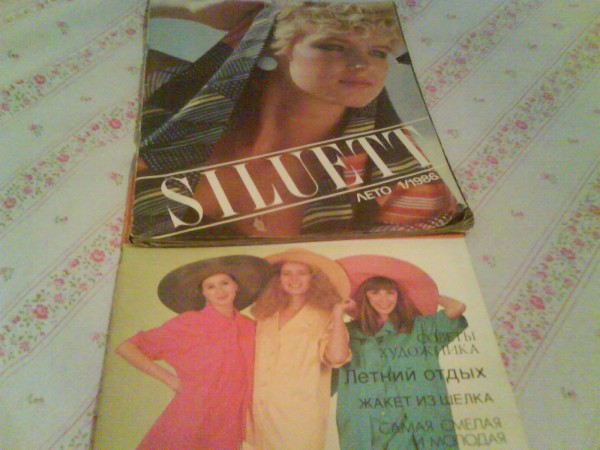 SILUETT
ЛЕТО 1/1986
СОВЕТЫ
ХУДОЖНИКА
Летний отдых
ЖАКЕТ ИЗ ШЕЛКА
САМАЯ СМЕЛАЯ
И МОЛОДАЯ